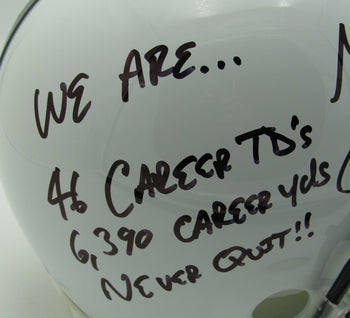 WE ARE...
46 CAREER TD's
6,390 CAREER yds
NEVER QUIT!!